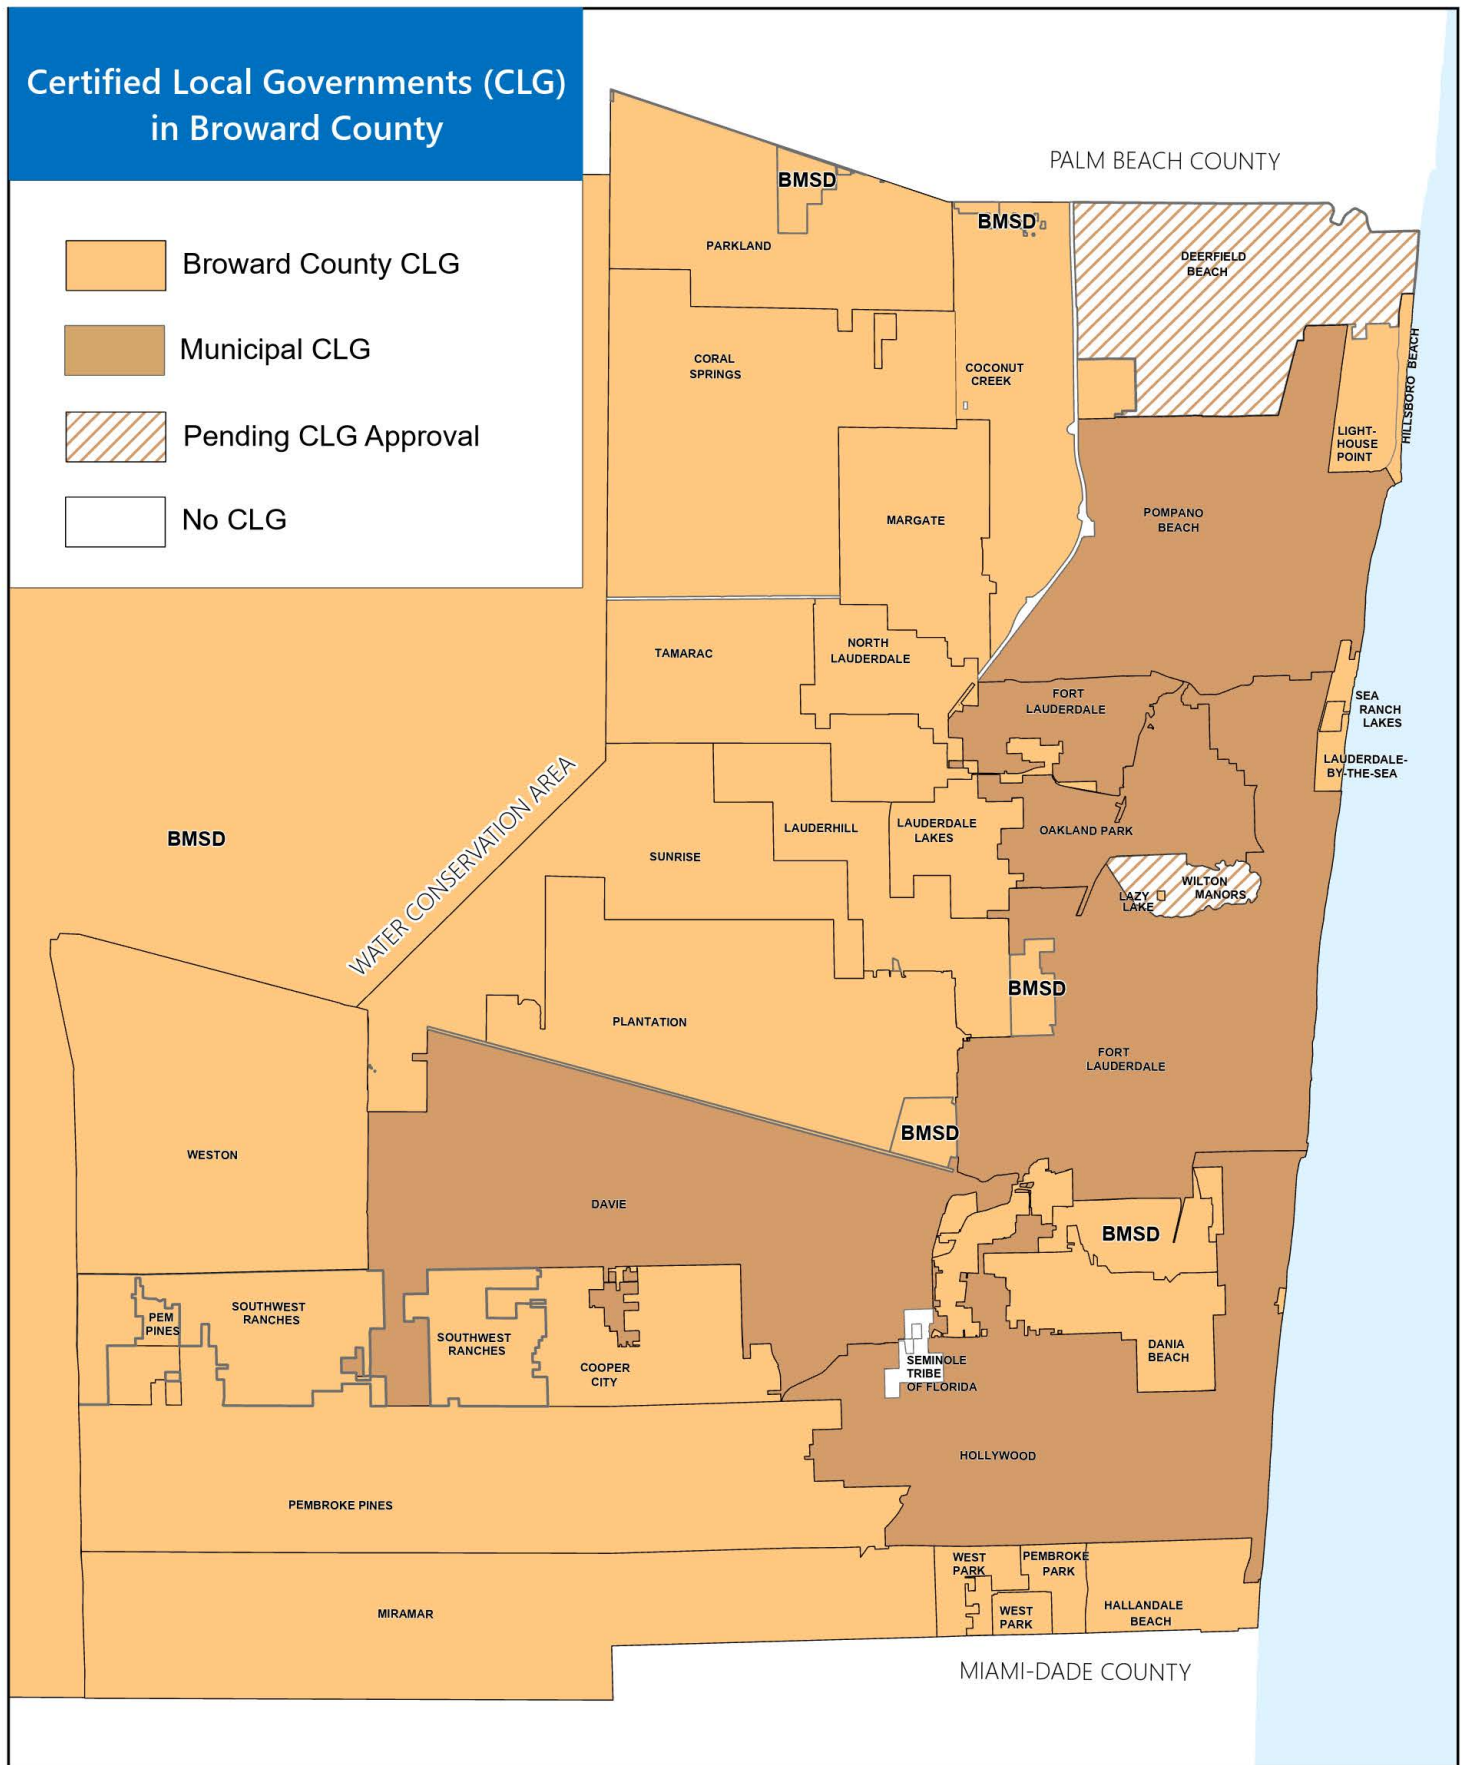 Certified Local Governments (CLG)
in Broward County
Broward County CLG
Municipal CLG
Pending CLG Approval
No CLG
PALM BEACH COUNTY
BMSD
BMSD
PARKLAND
DEERFIELD
BEACH
CORAL
SPRINGS
COCONUT
CREEK
HILLSBORO BEACH
LIGHT-
HOUSE
POINT
MARGATE
POMPANO
BEACH
TAMARAC
NORTH
LAUDERDALE
FORT
LAUDERDALE
SEA
RANCH
LAKES
LAUDERDALE-
BY-THE-SEA
WATER CONSERVATION AREA
BMSD
SUNRISE
LAUDERHILL
LAUDERDALE
LAKES
OAKLAND PARK
WILTON
MANORS
LAZY
LAKE
BMSD
PLANTATION
FORT
LAUDERDALE
BMSD
WESTON
DAVIE
BMSD
PEM
PINES
SOUTHWEST
RANCHES
SOUTHWEST
RANCHES
COOPER
CITY
SEMINOLE
TRIBE
OF FLORIDA
DANIA
BEACH
HOLLYWOOD
PEMBROKE PINES
MIRAMAR
WEST
PARK
PEMBROKE
PARK
WEST
PARK
HALLANDALE
BEACH
MIAMI-DADE COUNTY